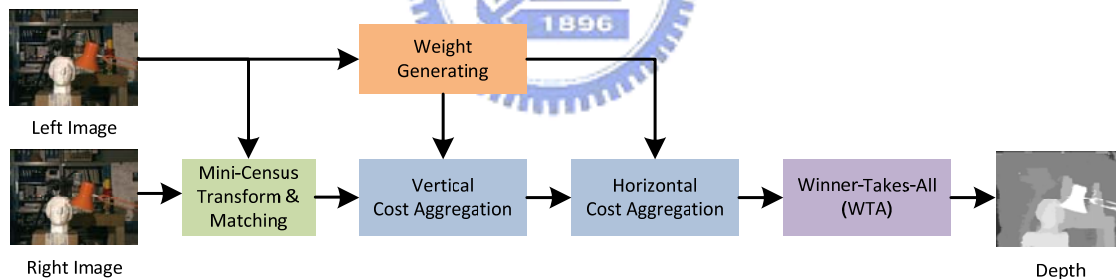 1896
Weight
Generating
Left Image
Mini-Census
Transform &
Matching
Vertical
Cost Aggregation
Horizontal
Cost Aggregation
Winner-Takes-All
(WTA)
Right Image
Depth